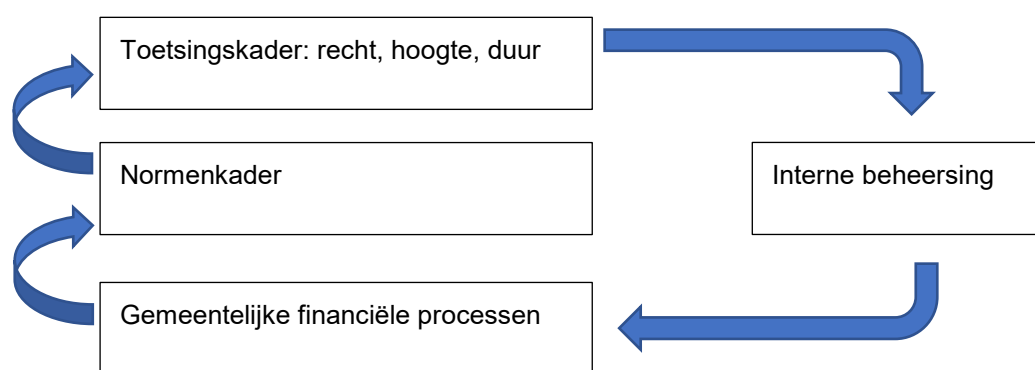 Toetsingskader: recht, hoogte, duur
Normenkader
Interne beheersing
Gemeentelijke financiële processen